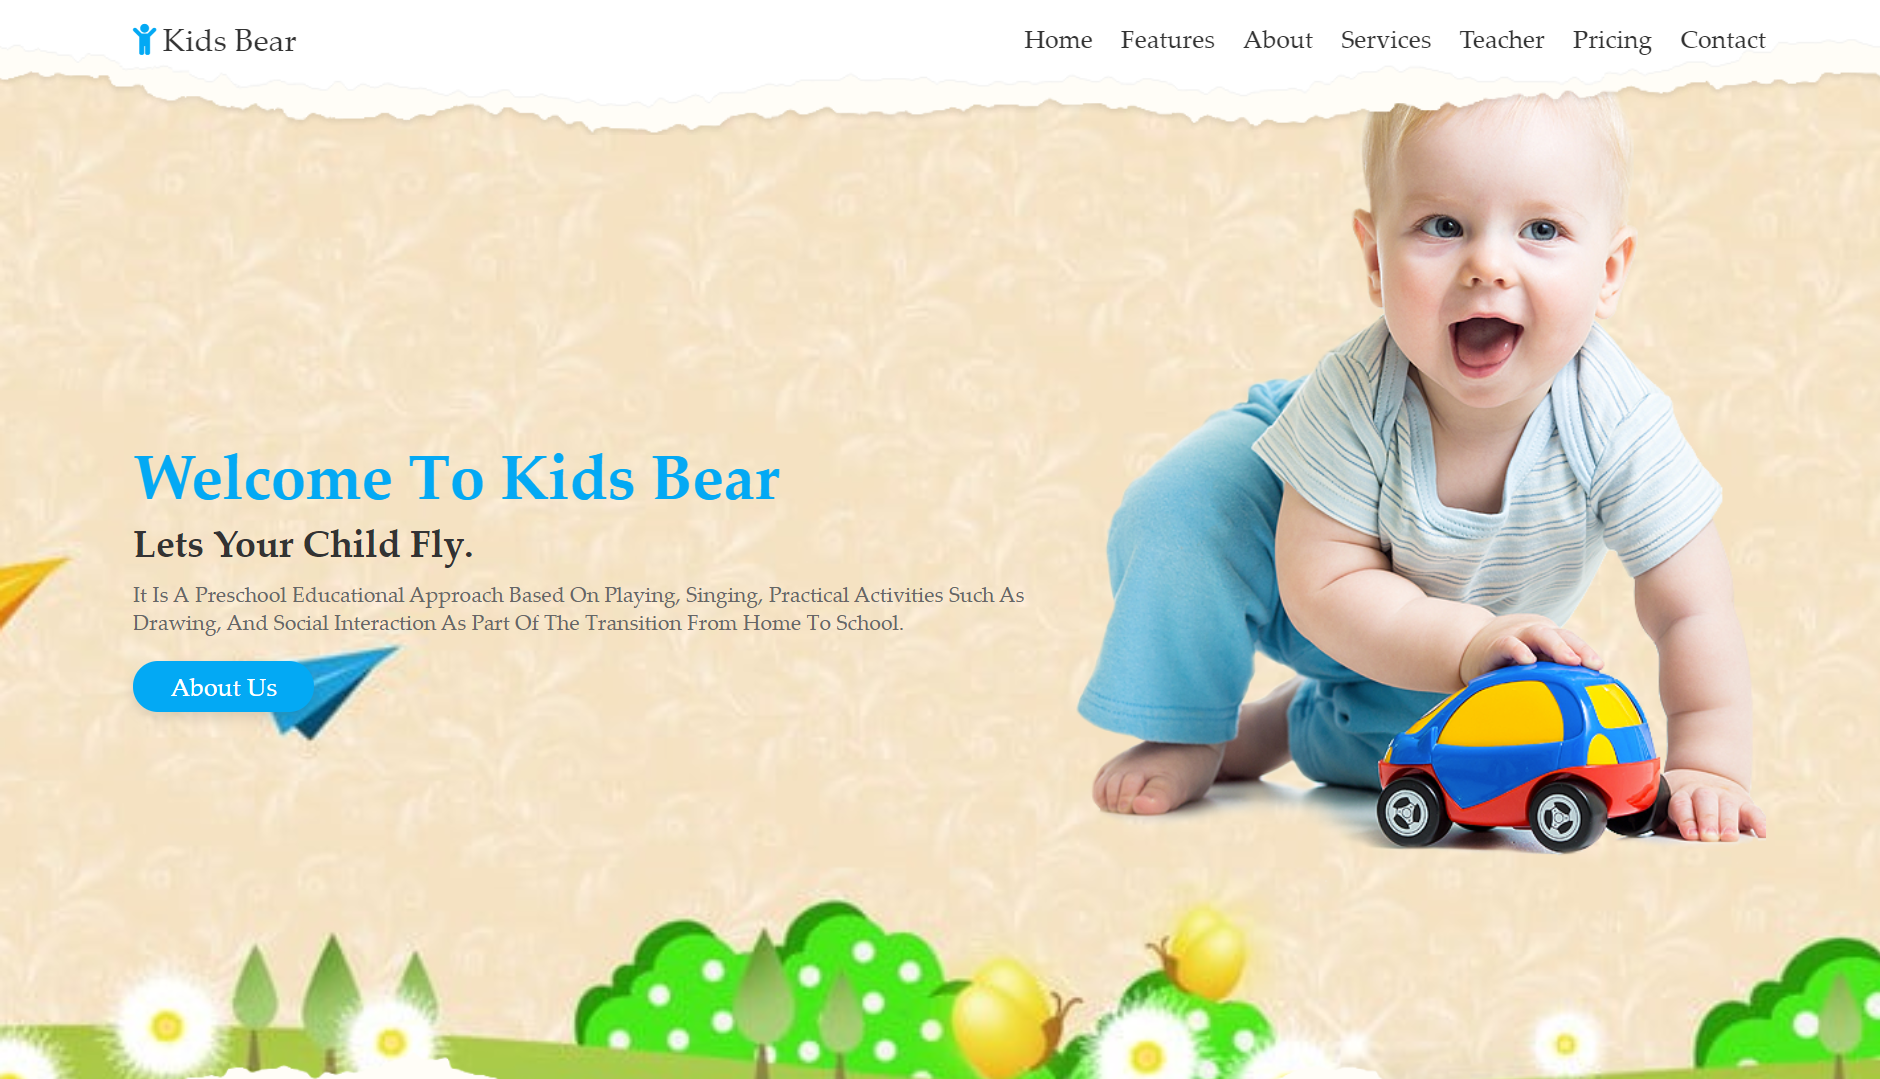 Kids Bear
Home Features About Services Teacher Pricing Contact
Welcome To Kids Bear
Lets Your Child Fly.
It Is A Preschool Educational Approach Based On Playing, Singing, Practical Activities Such As
Drawing, And Social Interaction As Part Of The Transition From Home To School.
About Us